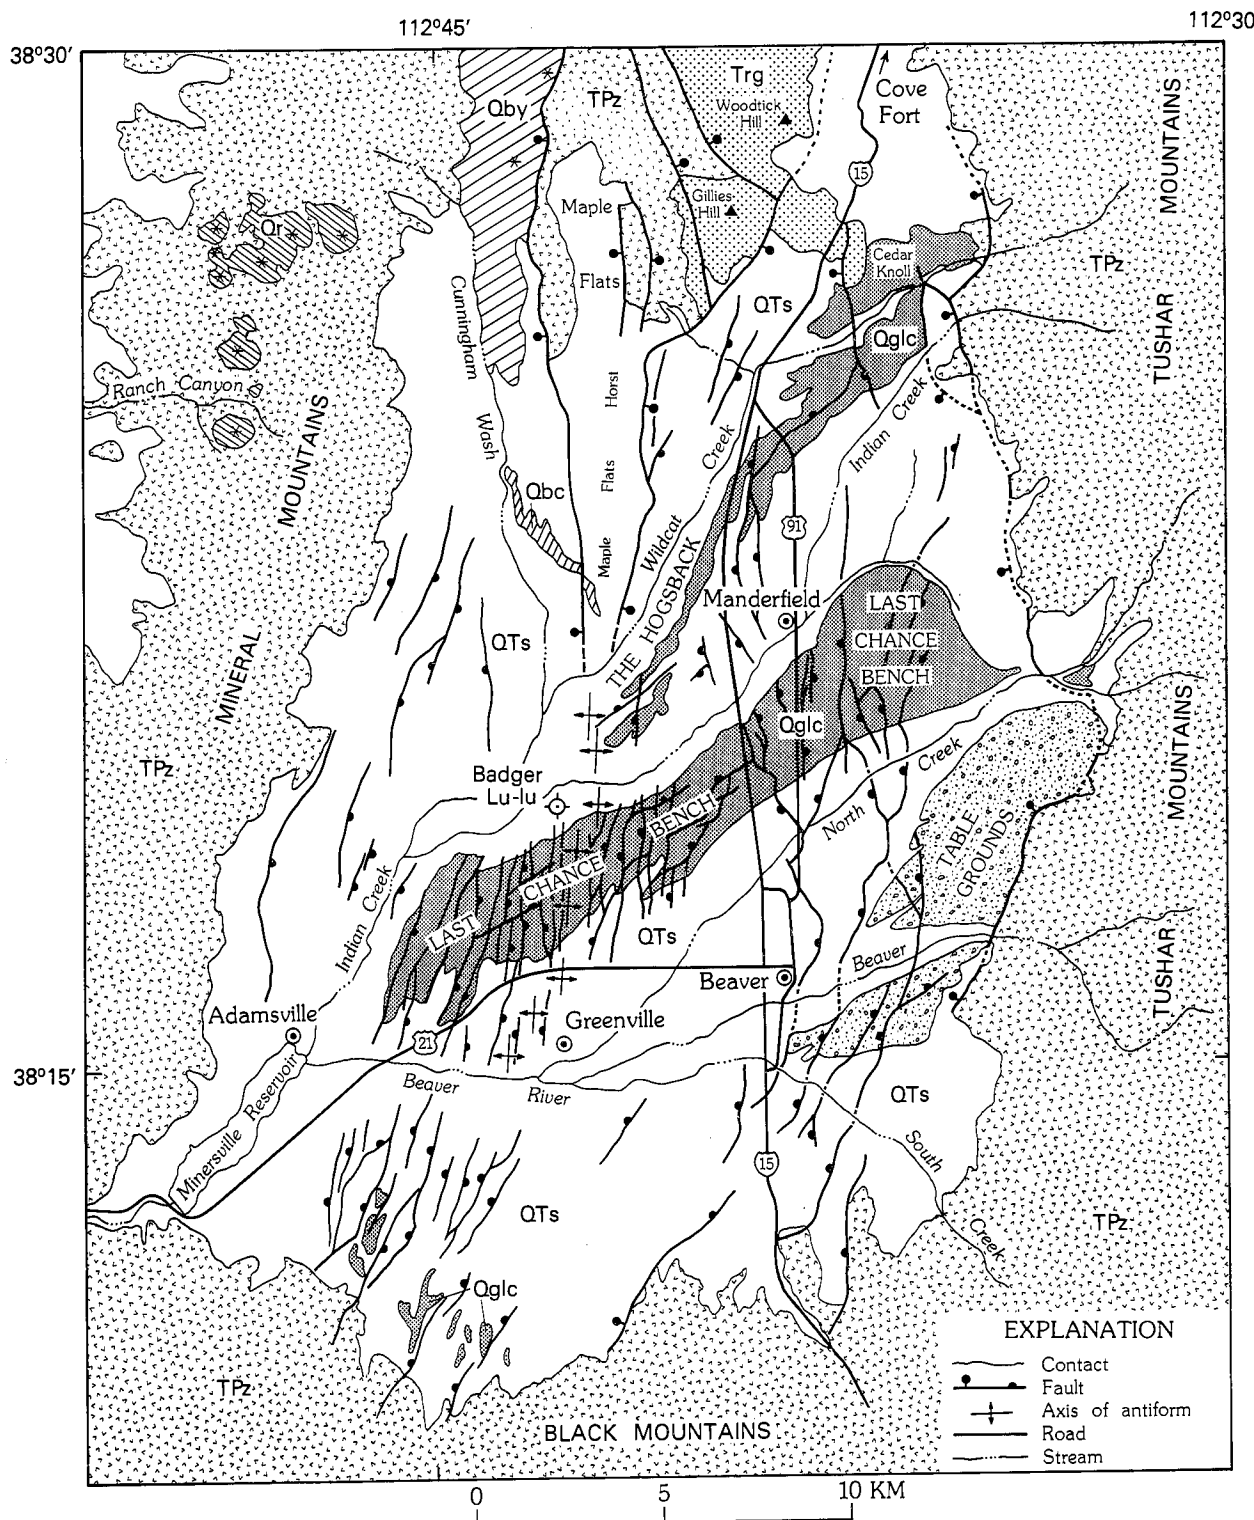 112°45'
112°30
38°30'
Qby
TPz
Trg
Woodtick
Hill
Cove
Fort
15
MOUNTAINS
Maple
Gillies
Hill
Qr
Flats
Cedar
Knoll
TPz
QTs
TUSHAR
Cunningham
Wash
Qglc
Ranch Canyon
Horst
Flats
Maple
Creek
Wildcat
Indian Creek
MOUNTAINS
Qbc
91
THE HOGSBACK
Manderfield
LAST
CHANCE
BENCH
QTs
MINERAL
Qglc
MOUNTAINS
TPz
Badger
Lu-lu
North
Creek
BENCH
TABLE
GROUNDS
CHANCE
LAST
Indian Creek
QTs
Beaver
TUSHAR
Beaver
Adamsville
Greenville
21
38°15'
Minersville Reservoir
Beaver
River
QTs
South
Creek
15
QTs
TPz
Qglc
TPz
BLACK MOUNTAINS
EXPLANATION
Contact
Fault
Axis of antiform
Road
Stream
0
5
10 KM